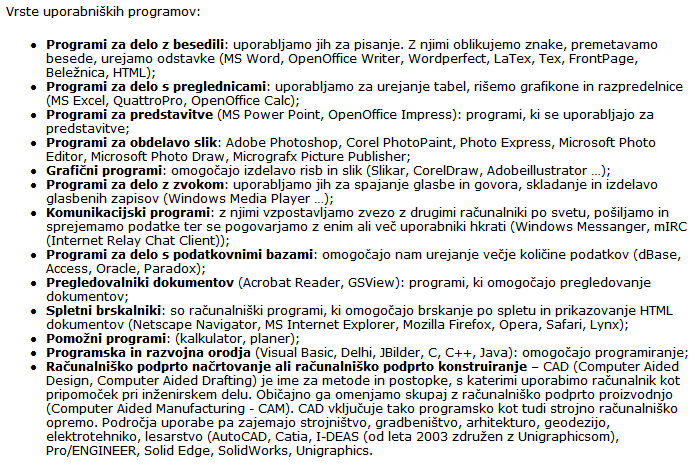 Vrste uporabniških programov:
• Programi za delo z besedili: uporabljamo jih za pisanje. Z njimi oblikujemo znake, premetavamo
besede, urejamo odstavke (MS Word, OpenOffice Writer, Wordperfect, LaTex, Tex, FrontPage,
Beležnica, HTML);
• Programi za delo s preglednicami: uporabljamo za urejanje tabel, rišemo grafikone in razpredelnice
(MS Excel, QuattroPro, OpenOffice Calc);
• Programi za predstavitve (MS Power Point, OpenOffice Impress): programi, ki se uporabljajo za
predstavitve;
• Programi za obdelavo slik: Adobe Photoshop, Corel PhotoPaint, Photo Express, Microsoft Photo
Editor, Microsoft Photo Draw, Micrografx Picture Publisher;
• Grafični programi: omogočajo izdelavo risb in slik (Slikar, CorelDraw, Adobeillustrator …);
• Programi za delo z zvokom: uporabljamo jih za spajanje glasbe in govora, skladanje in izdelavo
glasbenih zapisov (Windows Media Player …);
• Komunikacijski programi: z njimi vzpostavljamo zvezo z drugimi računalniki po svetu, pošiljamo in
sprejemamo podatke ter se pogovarjamo z enim ali več uporabniki hkrati (Windows Messanger, mIRC
(Internet Relay Chat Client));
• Programi za delo s podatkovnimi bazami: omogočajo nam urejanje večje količine podatkov (dBase,
Access, Oracle, Paradox);
• Pregledovalniki dokumentov (Acrobat Reader, GSView): programi, ki omogočajo pregledovanje
dokumentov;
• Spletni brskalniki: so računalniški programi, ki omogočajo brskanje po spletu in prikazovanje HTML
dokumentov (Netscape Navigator, MS Internet Explorer, Mozilla Firefox, Opera, Safari, Lynx);
• Pomožni programi: (kalkulator, planer);
• Programska in razvojna orodja (Visual Basic, Delhi, JBilder, C, C++, Java): omogočajo programiranje;
• Računalniško podprto načrtovanje ali računalniško podprto konstruiranje – CAD (Computer Aided
Design, Computer Aided Drafting) je ime za metode in postopke, s katerimi uporabimo računalnik kot
pripomoček pri inženirskem delu. Običajno ga omenjamo skupaj z računalniško podprto proizvodnjo
(Computer Aided Manufacturing - CAM). CAD vključuje tako programsko kot tudi strojno računalniško
opremo. Področja uporabe pa zajemajo strojništvo, gradbeništvo, arhitekturo, geodezijo,
elektrotehniko, lesarstvo (AutoCAD, Catia, I-DEAS (od leta 2003 združen z Unigraphicsom),
Pro/ENGINEER, Solid Edge, SolidWorks, Unigraphics.